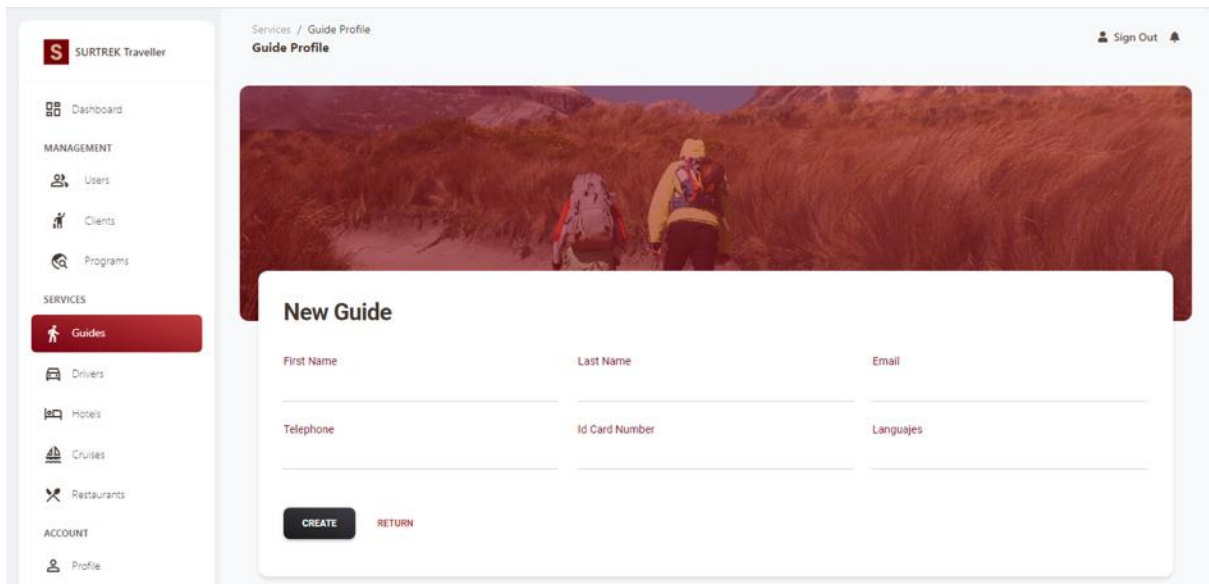 S SURTREK Traveller
Dashboard
MANAGEMENT
Users
Clients
Programs
SERVICES
Guides
Drivers
Hotels
Cruises
Restaurants
ACCOUNT
Profile
Services / Guide Profile
Guide Profile
Sign Out
New Guide
First Name Last Name Email
Telephone Id Card Number Languajes
CREATE RETURN